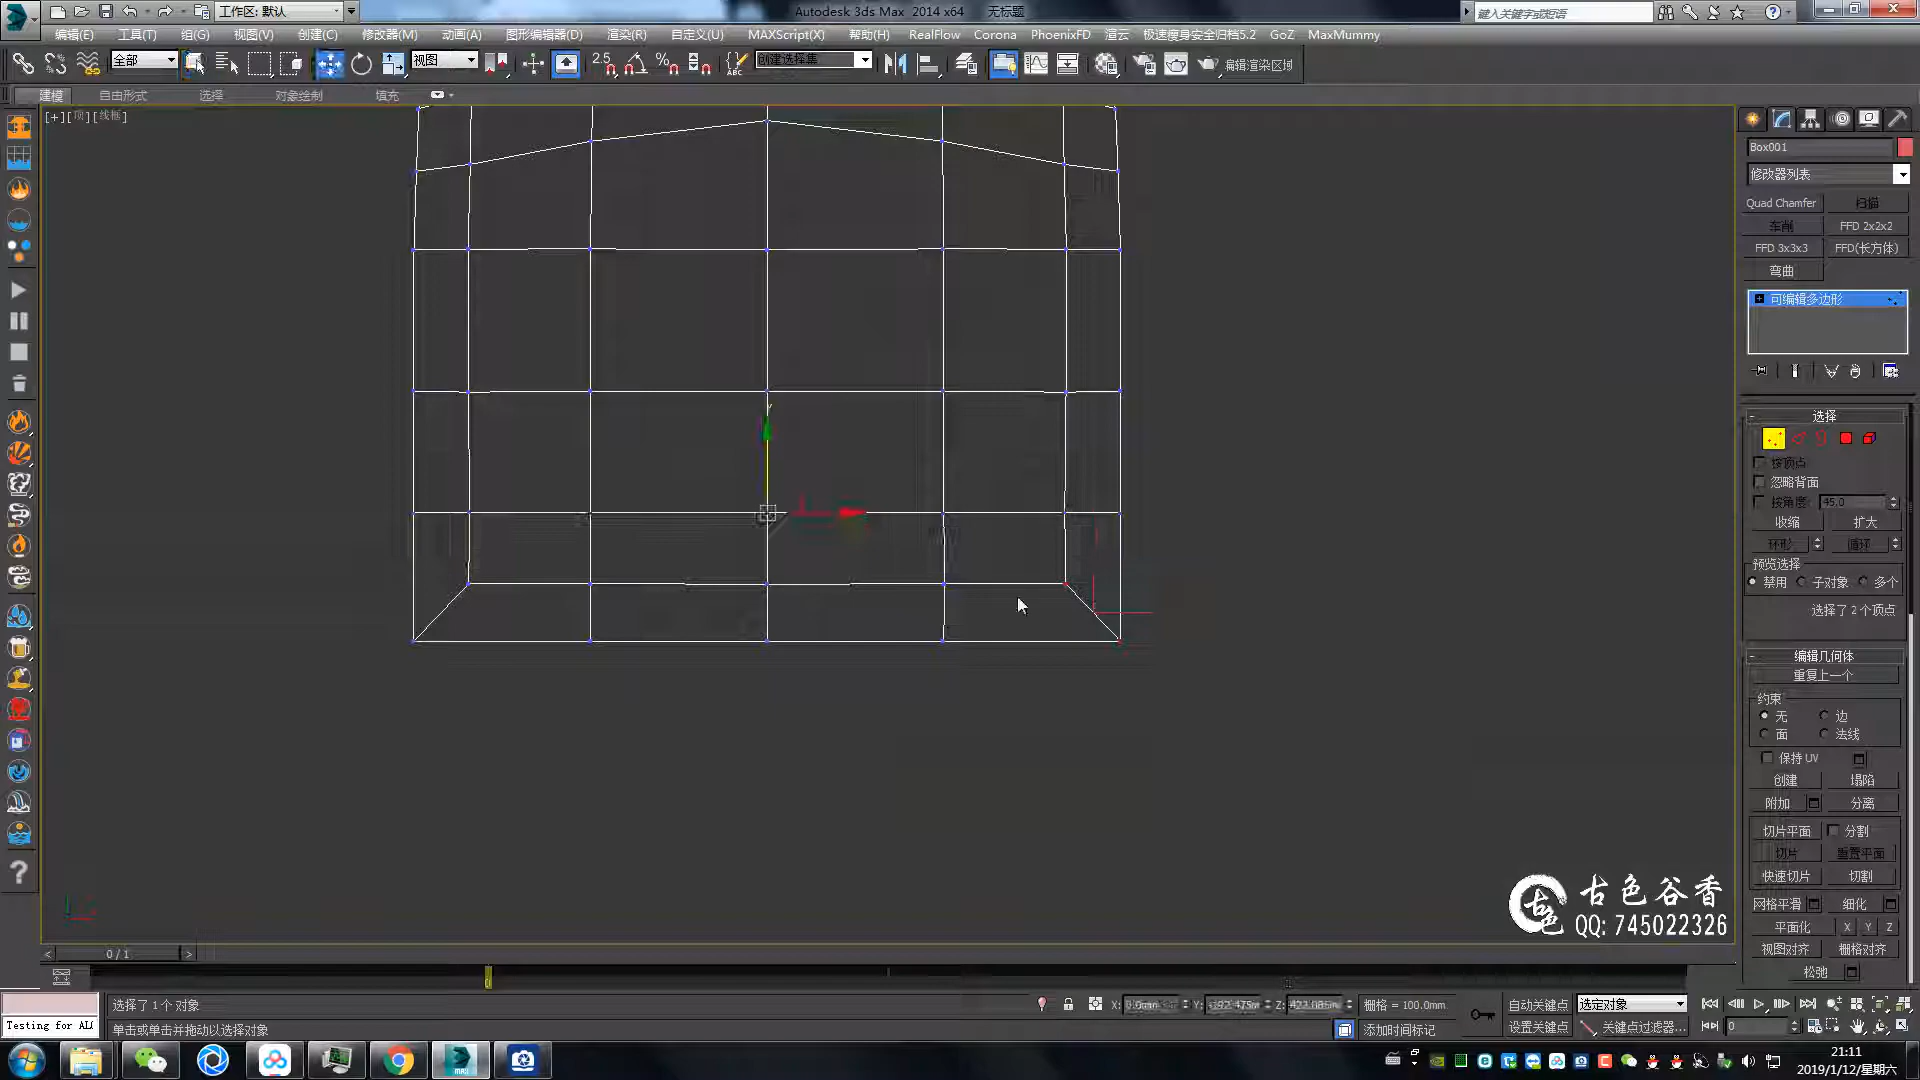 工作区: 默认
Autodesk 3ds Max 2014 x64 无标题
键入关键字或短语
编辑(E) 工具(T) 组(G) 视图(V) 创建(C) 修改器(M) 动画(A) 图形编辑器(D) 渲染(R) 自定义(U) MAXScript(X) 帮助(H) RealFlow Corona PhoenixFD 渲云 极速瘦身安全归档5.2 GoZ MaxMummy
全部 视图 2.5 创建选择集 编辑渲染区域
建模 自由形式 选择 对象绘制 填充
[+][顶][线框]
Box001
修改器列表
Quad Chamfer 扫描
车削 FFD 2x2x2
FFD 3x3x3 FFD(长方体)
弯曲
可编辑多边形
选择
按顶点
忽略背面
按角度: 45.0
收缩 扩大
环形 循环
预览选择
禁用 子对象 多个
选择了 2 个顶点
编辑几何体
重复上一个
约束
无 边
面 法线
保持 UV
创建 塌陷
附加 分离
切片平面 分割
切片 重置平面
快速切片 切割
网格平滑 细化
平面化 X Y Z
视图对齐 栅格对齐
松弛
古色谷香
QQ: 745022326
0 / 1
选择了 1 个 对象
X: Y: Z: 栅格 = 100.0mm
自动关键点 选定对象
Testing for ALL
单击或单击并拖动以选择对象
添加时间标记
设置关键点 关键点过滤器...
0
21:11
2019/1/12/星期六